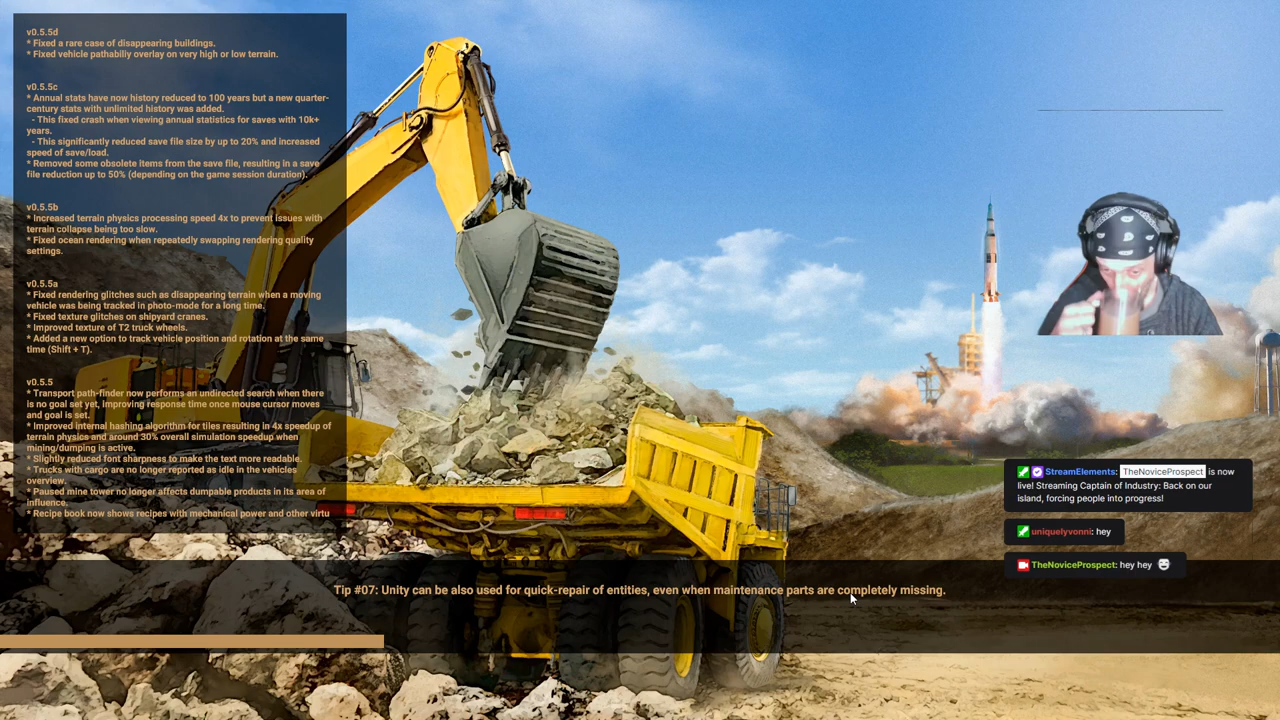 v0.5.5d
* Fixed a rare case of disappearing buildings.
* Fixed vehicle pathabiliy overlay on very high or low terrain.
v0.5.5c
* Annual stats have now history reduced to 100 years but a new quarter-
century stats with unlimited history was added.
- This fixed crash when viewing annual statistics for saves with 10k+
years.
- This significantly reduced save file size by up to 20% and increased
speed of save/load.
* Removed some obsolete items from the save file, resulting in a save
file reduction up to 50% (depending on the game session duration).
v0.5.5b
* Increased terrain physics processing speed 4x to prevent issues with
terrain collapse being too slow.
* Fixed ocean rendering when repeatedly swapping rendering quality
settings.
v0.5.5a
* Fixed rendering glitches such as disappearing terrain when a moving
vehicle was being tracked in photo-mode for a long time.
* Fixed texture glitches on shipyard cranes.
* Improved texture of T2 truck wheels.
* Added a new option to track vehicle position and rotation at the same
time (Shift + T).
v0.5.5
* Transport path-finder now performs an undirected search when there
is no goal set yet, improving response time once mouse cursor moves
and goal is set.
* Improved internal hashing algorithm for tiles resulting in 4x speedup of
terrain physics and around 30% overall simulation speedup when
mining/dumping is active.
* Slightly reduced font sharpness to make the text more readable.
* Trucks with cargo are no longer reported as idle in the vehicles
overview.
* Paused mine tower no longer affects dumpable products in its area of
influence.
* Recipe book now shows recipes with mechanical power and other virtu
StreamElements: TheNoviceProspect is now
live! Streaming Captain of Industry: Back on our
island, forcing people into progress!
uniquelyvonni: hey
TheNoviceProspect: hey hey
Tip #07: Unity can be also used for quick-repair of entities, even when maintenance parts are completely missing.